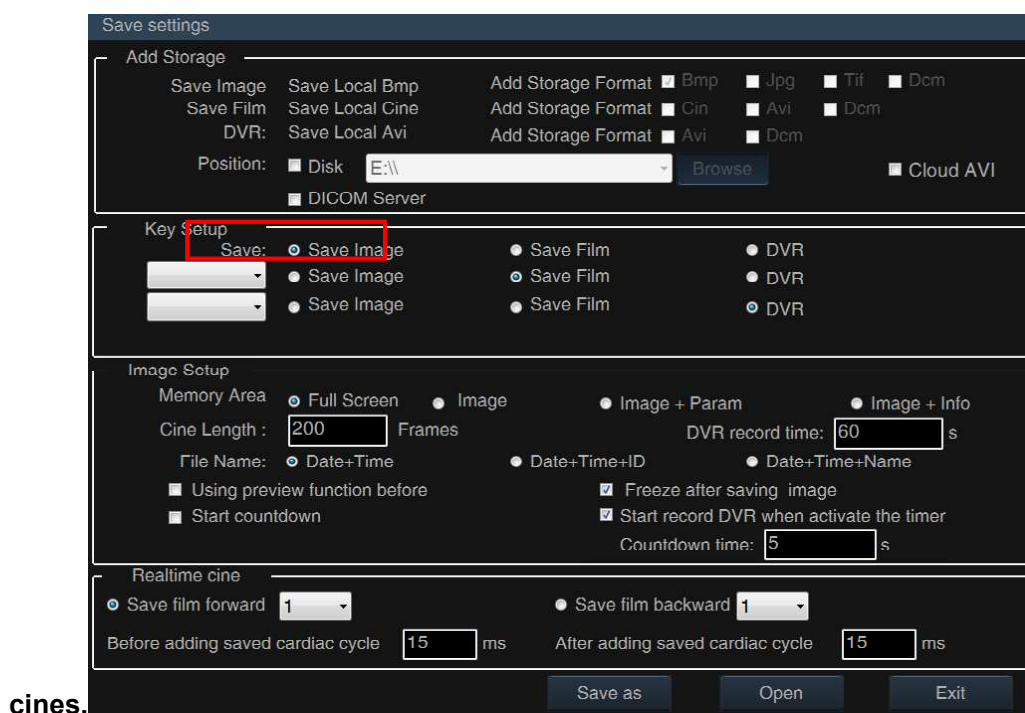 Save settings
Add Storage
Save Image Save Local Bmp Add Storage Format Bmp Jpg Tif Dcm
Save Film Save Local Cine Add Storage Format Cin Avi Dcm
DVR: Save Local Avi Add Storage Format Avi Dcm
Position: Disk E:\\ Browse Cloud AVI
DICOM Server
Key Setup
Save: Save Image Save Film DVR
Save Image Save Film DVR
Save Image Save Film DVR
Image Setup
Memory Area Full Screen Image Image + Param Image + Info
Cine Length : 200 Frames DVR record time: 60 s
File Name: Date+Time Date+Time+ID Date+Time+Name
Using preview function before Freeze after saving image
Start countdown Start record DVR when activate the timer
Countdown time: 5 s
Realtime cine
Save film forward 1 Save film backward 1
Before adding saved cardiac cycle 15 ms After adding saved cardiac cycle 15 ms
Save as Open Exit
cines.